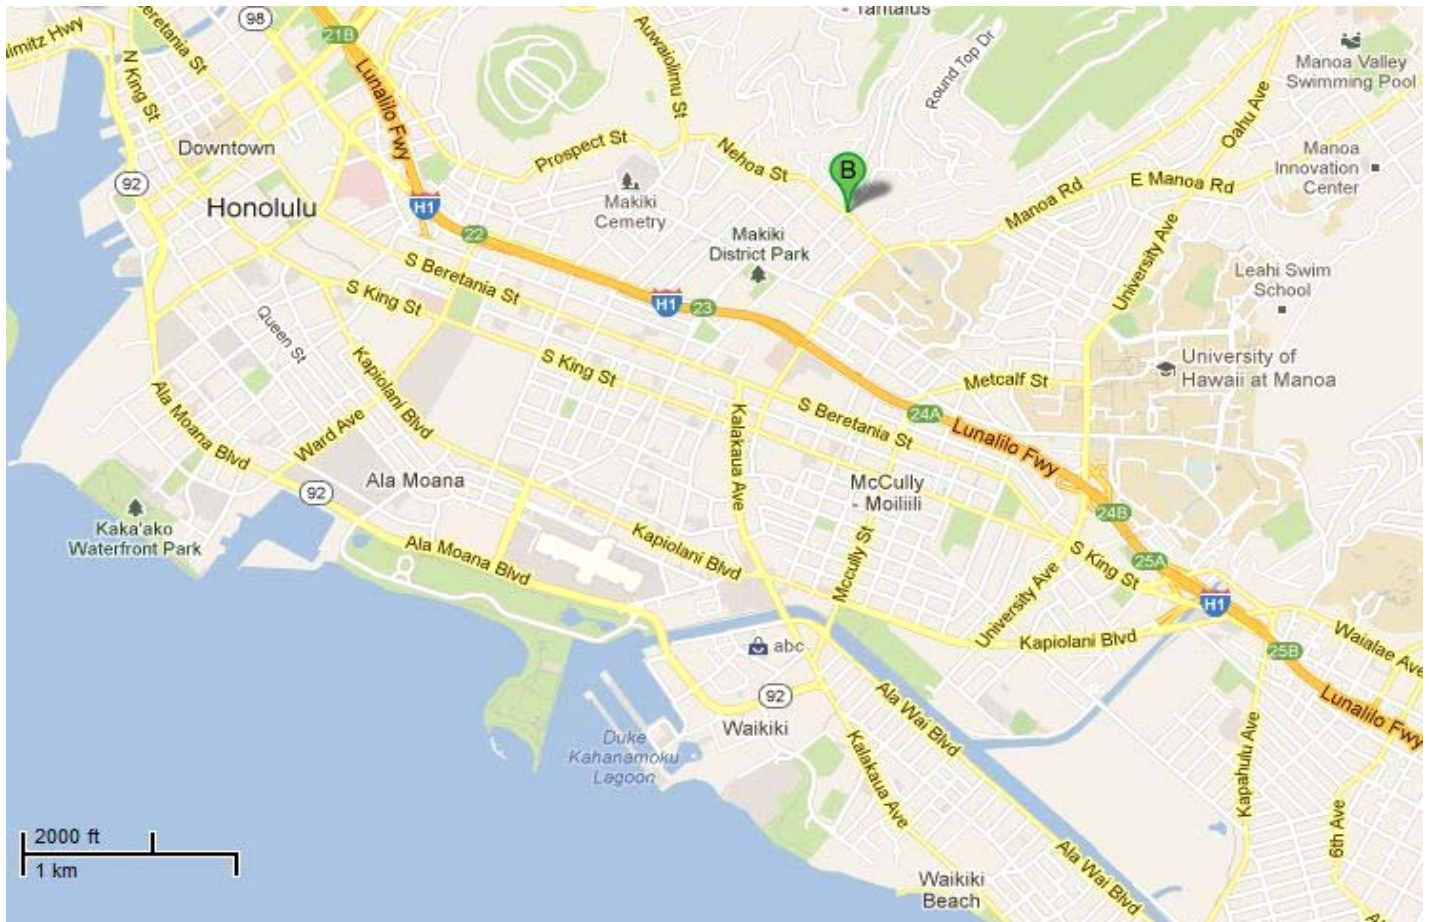 - Tantalus
98
21B
imitz Hwy
N King St
Beretania St
Lunalilo Fwy
Auwaiolimu St
Round Top Dr
Manoa Valley
Swimming Pool
Oahu Ave
Downtown
Prospect St
Nehoa St
B
Manoa
Innovation
Center
92
Honolulu
H1
Makiki
Cemetry
Manoa Rd
E Manoa Rd
22
Makiki
District Park
University Ave
Leahi Swim
School
S Beretania St
S King St
H1
23
Queen St
Kapiolani Blvd
S King St
University of
Hawaii at Manoa
Metcalf St
Ala Moana Blvd
Ward Ave
Kalakaua Ave
S Beretania St
24A
Lunalilo Fwy
Ala Moana
92
McCully
- Moiliili
24B
Kaka'ako
Waterfront Park
Ala Moana Blvd
Kapiolani Blvd
Mccully St
S King St
25A
University Ave
H1
Kapiolani Blvd
25B
Waialae Ave
abc
92
Ala Wai Blvd
Lunalilo Fwy
Waikiki
Duke
Kahanamoku
Lagoon
Kalakaua Ave
Kapahulu Ave
6th Ave
2000 ft
1 km
Ala Wai Blvd
Waikiki
Beach